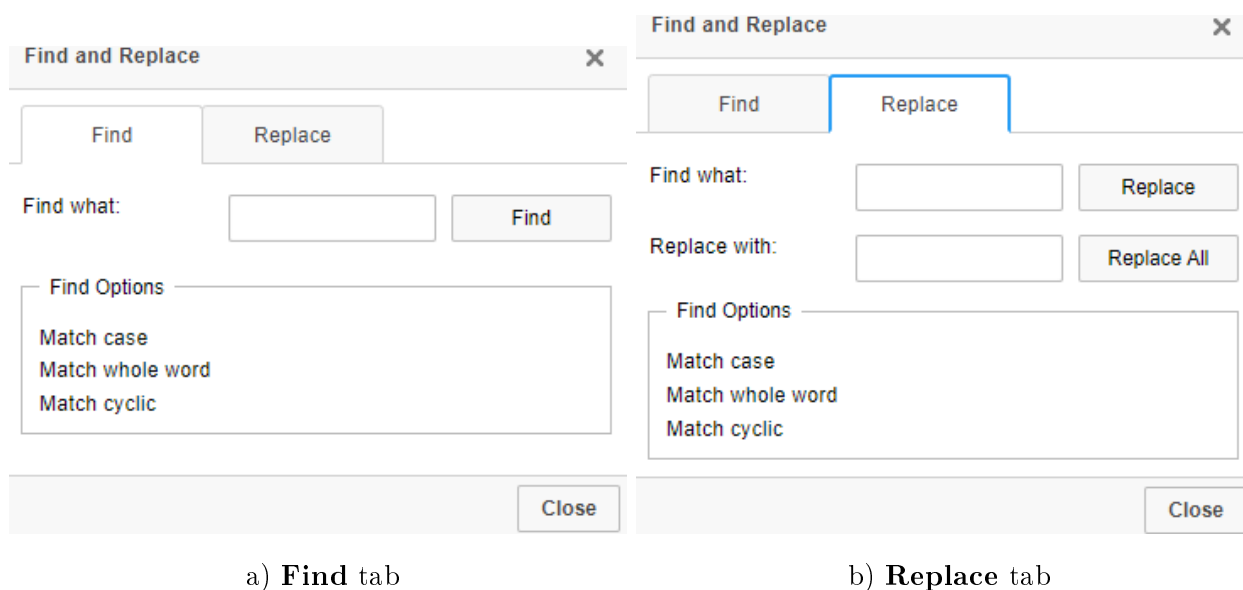 Find and Replace
Find Replace
Find what: Find
Find Options
Match case
Match whole word
Match cyclic
Close
a) Find tab
Find and Replace
Find Replace
Find what: Replace
Replace with: Replace All
Find Options
Match case
Match whole word
Match cyclic
Close
b) Replace tab